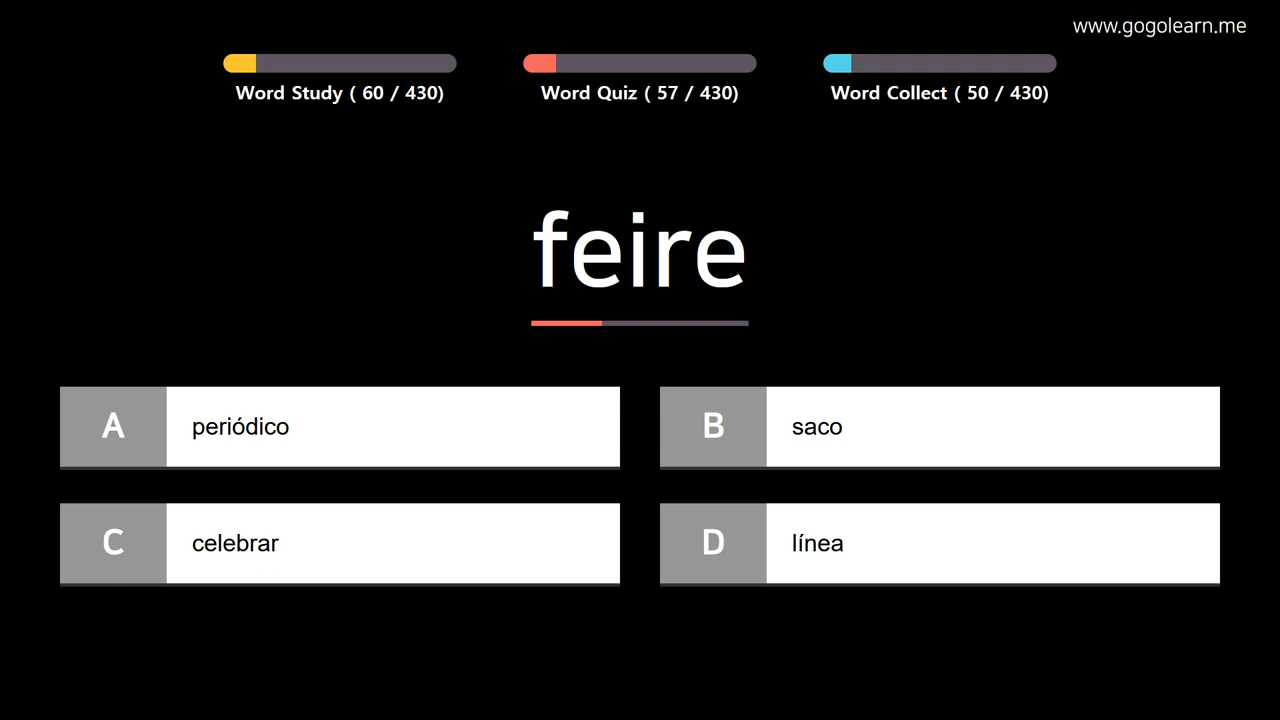 www.gogolearn.me
Word Study ( 60 / 430)
Word Quiz ( 57 / 430)
Word Collect ( 50 / 430)
feire
A periódico
B saco
C celebrar
D línea